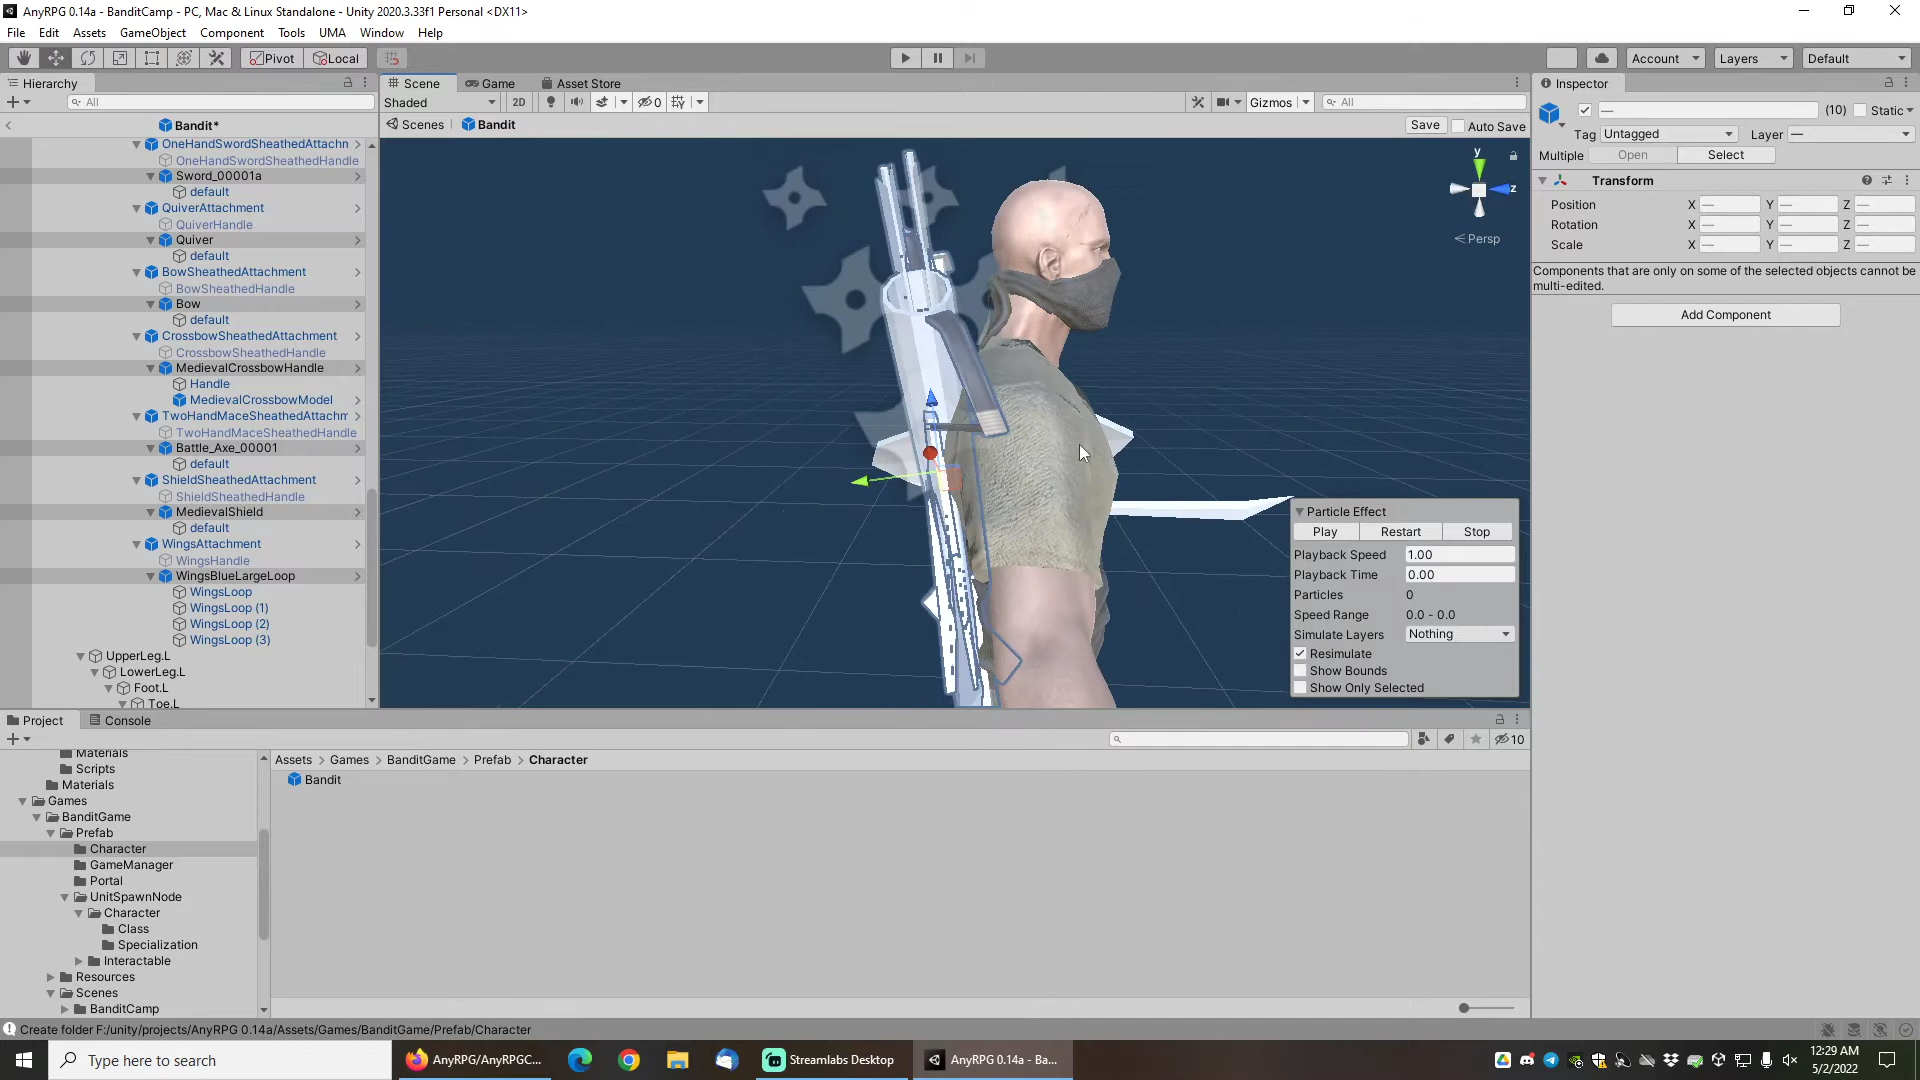 AnyRPG 0.14a - BanditCamp - PC, Mac & Linux Standalone - Unity 2020.3.33f1 Personal <DX11>
File Edit Assets GameObject Component Tools UMA Window Help
Pivot Local Account Layers Default
Hierarchy
All
Bandit*
OneHandSwordSheathedAttachn
OneHandSwordSheathedHandle
Sword_00001a
default
QuiverAttachment
QuiverHandle
Quiver
default
BowSheathedAttachment
BowSheathedHandle
Bow
default
CrossbowSheathedAttachment
CrossbowSheathedHandle
MedievalCrossbowHandle
Handle
MedievalCrossbowModel
TwoHandMaceSheathedAttachm
TwoHandMaceSheathedHandle
Battle_Axe_00001
default
ShieldSheathedAttachment
ShieldSheathedHandle
MedievalShield
default
WingsAttachment
WingsHandle
WingsBlueLargeLoop
WingsLoop
WingsLoop (1)
WingsLoop (2)
WingsLoop (3)
UpperLeg.L
LowerLeg.L
Foot.L
Toe.L
Scene Game Asset Store
Shaded 2D 0 Gizmos All
Scenes Bandit Save Auto Save
y
z
Persp
Particle Effect
Play Restart Stop
Playback Speed 1.00
Playback Time 0.00
Particles 0
Speed Range 0.0 - 0.0
Simulate Layers Nothing
Resimulate
Show Bounds
Show Only Selected
Inspector
— (10) Static
Tag Untagged Layer —
Multiple Open Select
Transform
Position X — Y — Z —
Rotation X — Y — Z —
Scale X — Y — Z —
Components that are only on some of the selected objects cannot be
multi-edited.
Add Component
Project Console
10
Materials
Scripts
Materials
Games
BanditGame
Prefab
Character
GameManager
Portal
UnitSpawnNode
Character
Class
Specialization
Interactable
Resources
Scenes
BanditCamp
Assets > Games > BanditGame > Prefab > Character
Bandit
Create folder F:/unity/projects/AnyRPG 0.14a/Assets/Games/BanditGame/Prefab/Character
Type here to search
AnyRPG/AnyRPGC...
Streamlabs Desktop
AnyRPG 0.14a - Ba...
12:29 AM
5/2/2022